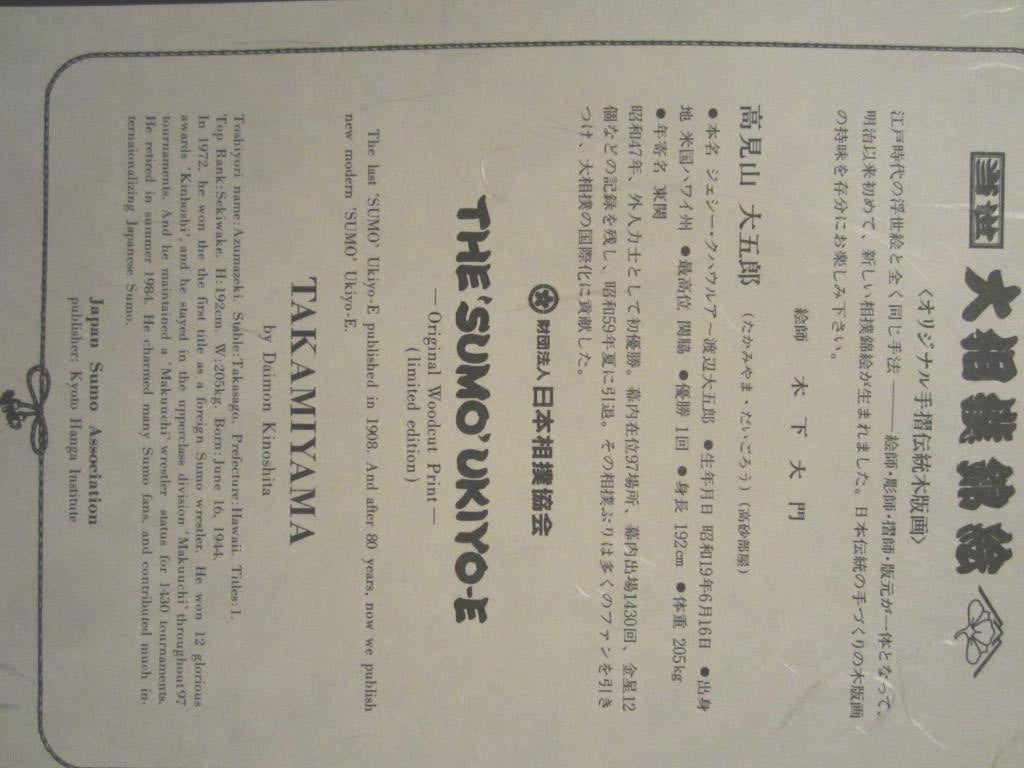 当世 大相撲錦絵
〈オリジナル手摺伝統木版画〉
江戸時代の浮世絵と全く同じ手法――絵師・彫師・摺師・版元が一体となって、
明治以来初めて、新しい相撲錦絵が生まれました。日本伝統の手づくりの木版画
の持味を存分にお楽しみ下さい。
絵師 木下大門
高見山 大五郎 （たかみやま・だいごろう）（高砂部屋）
●本名 ジェシー・クハウルア～渡辺大五郎 ●生年月日 昭和19年6月16日 ●出身
地 米国ハワイ州 ●最高位 関脇 ●優勝 1回 ●身長 192㎝ ●体重 205kg
●年寄名 東関
昭和47年、外人力士として初優勝。幕内在位97場所、幕内出場1430回、金星12
個などの記録を残し、昭和59年夏に引退。その相撲ぶりは多くのファンを引き
つけ、大相撲の国際化に貢献した。
財団法人 日本相撲協会
THE 'SUMO' UKIYO-E
—Original Woodcut Print—
(limited edition)
The last 'SUMO' Ukiyo-E published in 1908. And after 80 years, now we publish
new modern 'SUMO' Ukiyo-E.
TAKAMIYAMA
by Daimon Kinoshita
Toshiyori name:Azumazeki. Stable:Takasago. Prefecture:Hawaii. Titles:1.
Top Rank:Sekiwake. H:192cm. W:205kg. Born:June 16, 1944.
In 1972, he won the the first title as a foreign Sumo wrestler. He won 12 glorious
awards 'Kinboshi', and he stayed in the upperclass division 'Makuuchi' throughout 97
tournaments. And he maintained a 'Makuuchi' wrestler status for 1430 tournaments.
He retired in summer 1984. He charmed many Sumo fans, and contributed much in-
ternaionalizing Japanese Sumo.
Japan Sumo Association
publisher: Kyoto Hanga Institute